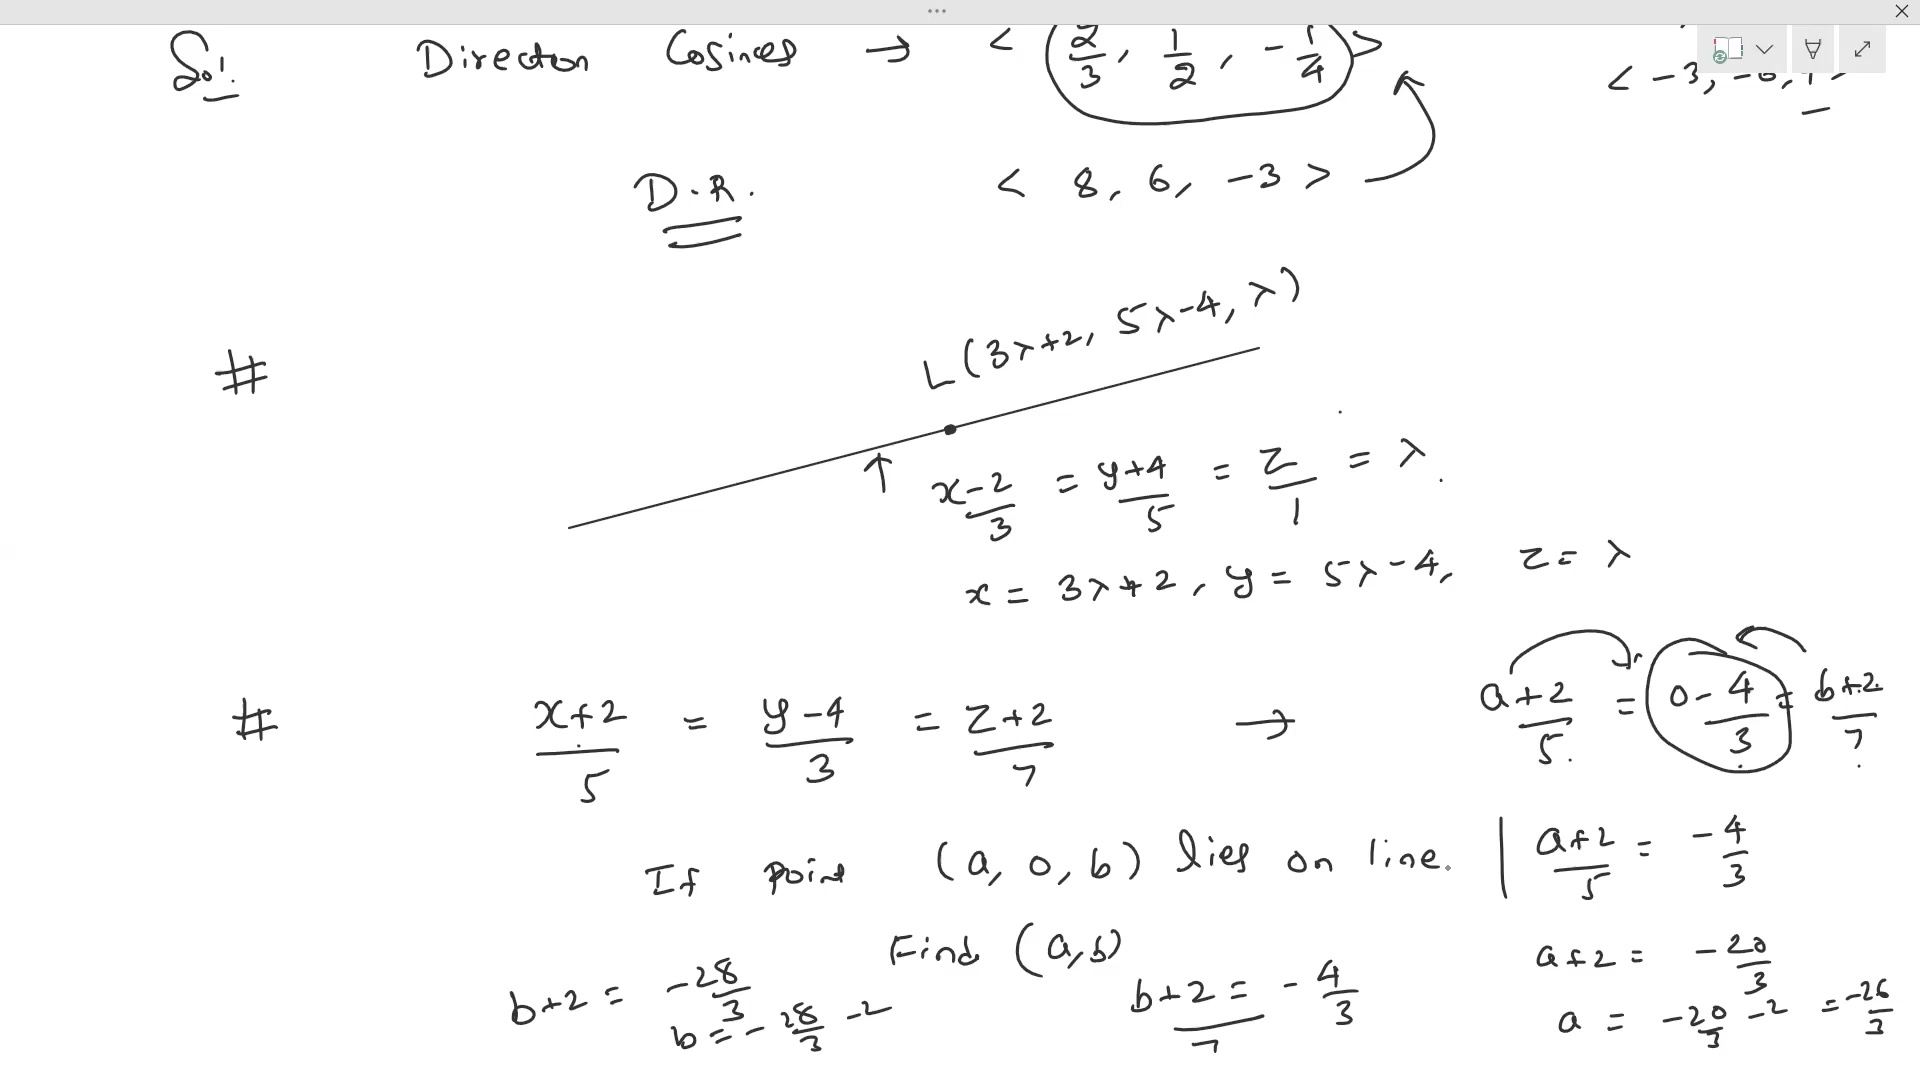 Sol. Directon Cosines → < 2/3, 1/2, -1/4 >
< -3, -6, 1 >
D.R. < 8, 6, -3 >
# L(3λ+2, 5λ-4, λ)
x-2/3 = y+4/5 = z/1 = λ
x = 3λ+2, y = 5λ-4, z = λ
# x+2/5 = y-4/3 = z+2/7 → a+2/5 = 0-4/3 = b+2/7
If point (a, 0, b) lies on line. | a+2/5 = -4/3
Find (a,b)
a+2 = -20/3
b+2 = -28/3
b+2/7 = -4/3
b = -28/3 -2
a = -20/3 -2 = -26/3